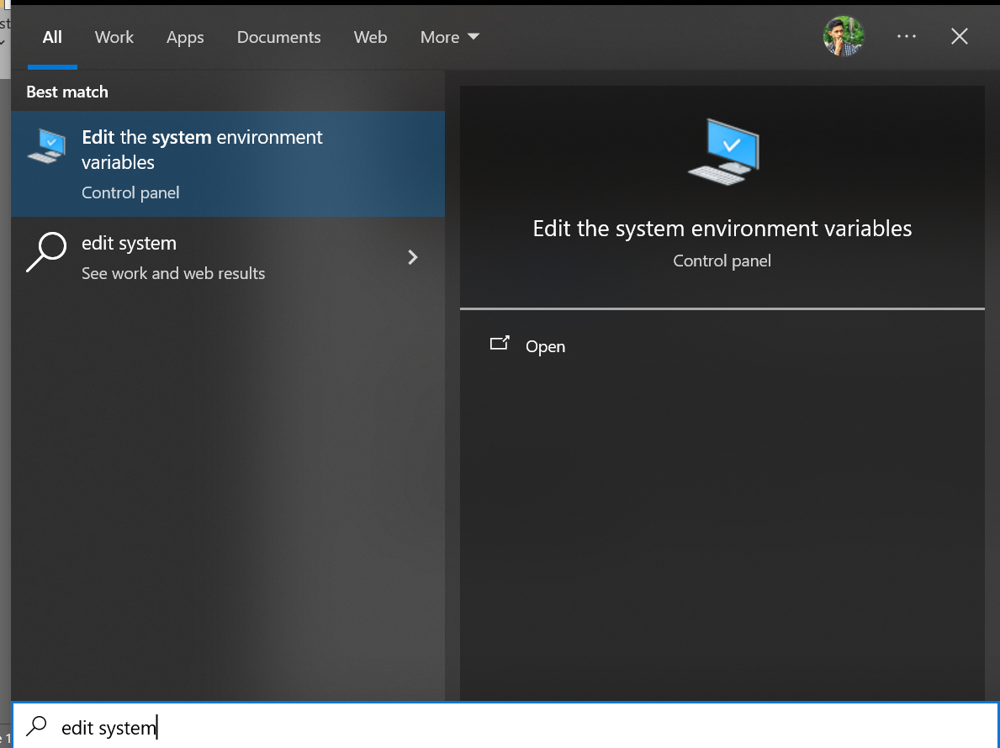 st
All Work Apps Documents Web More ...
Best match
Edit the system environment
variables
Control panel
edit system
See work and web results
Edit the system environment variables
Control panel
Open
edit system